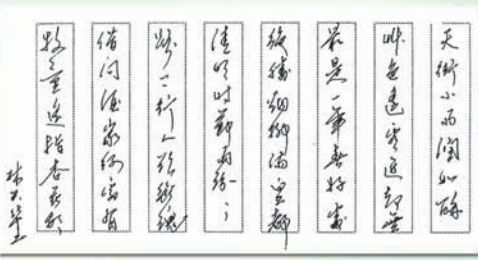 天街小雨润如酥
草色遥看近却无
最是一年春好处
绝胜烟柳满皇都
清明时节雨纷々
路上行人欲断魂
借问酒家何处有
牧童遥指杏花村